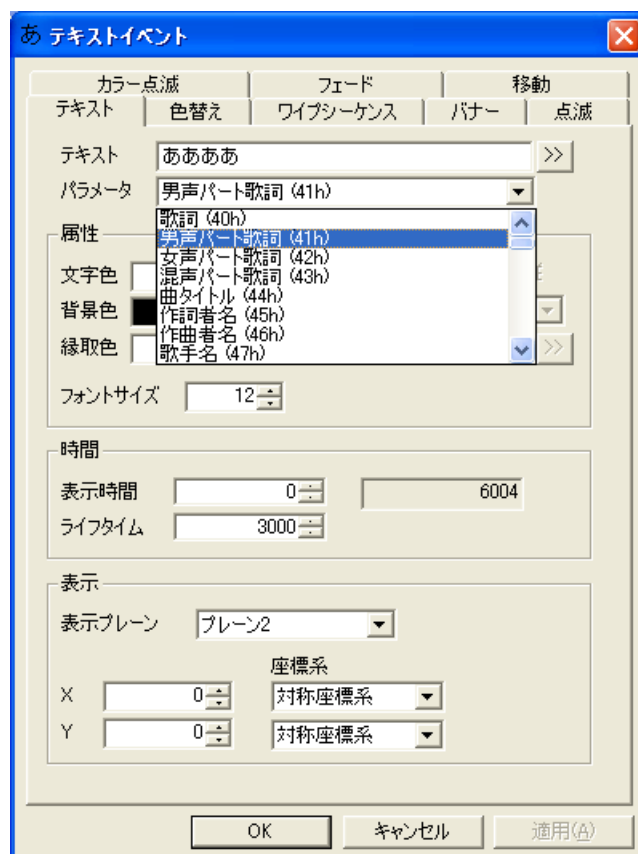 あ テキストイベント
カラー点滅 フェード 移動
テキスト 色替え ワイプシーケンス バナー 点滅
テキスト ああああ >>
パラメータ 男声パート歌詞 (41h)
歌詞 (40h)
男声パート歌詞 (41h)
女声パート歌詞 (42h)
混声パート歌詞 (43h)
曲タイトル (44h)
作詞者名 (45h)
作曲者名 (46h)
歌手名 (47h)
属性
文字色
背景色
縁取色 >>
フォントサイズ 12
時間
表示時間 0 6004
ライフタイム 3000
表示
表示プレーン プレーン2
座標系
X 0 対称座標系
Y 0 対称座標系
OK キャンセル 適用(A)